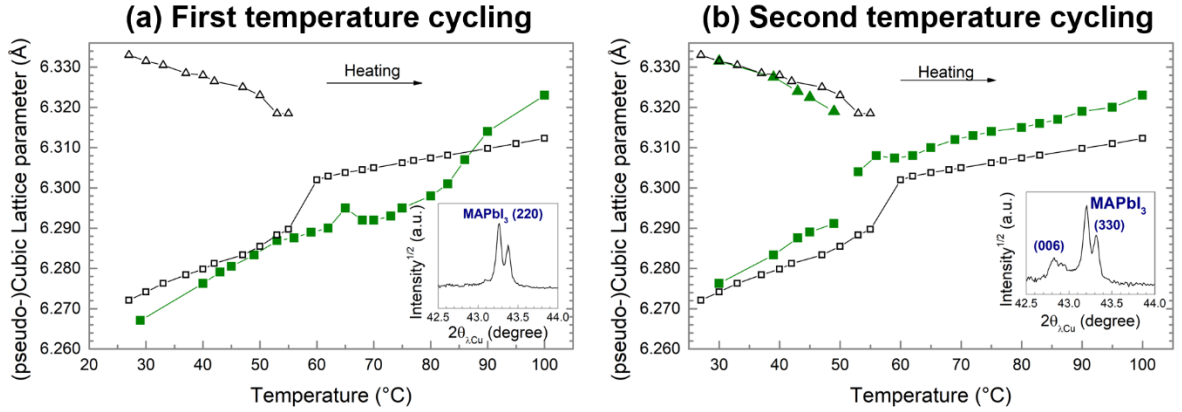 (a) First temperature cycling
(pseudo-)Cubic Lattice parameter (Å)
6.330
6.320
6.310
6.300
6.290
6.280
6.270
6.260
Heating
Intensity1/2 (a.u.)
MAPbI3 (220)
42.5 43.0 43.5 44.0
2θλCu (degree)
20 30 40 50 60 70 80 90 100
Temperature (°C)
(b) Second temperature cycling
(pseudo-)Cubic Lattice parameter (Å)
6.330
6.320
6.310
6.300
6.290
6.280
6.270
6.260
Heating
Intensity1/2 (a.u.)
MAPbI3
(330)
(006)
42.5 43.0 43.5 44.0
2θλCu (degree)
30 40 50 60 70 80 90 100
Temperature (°C)